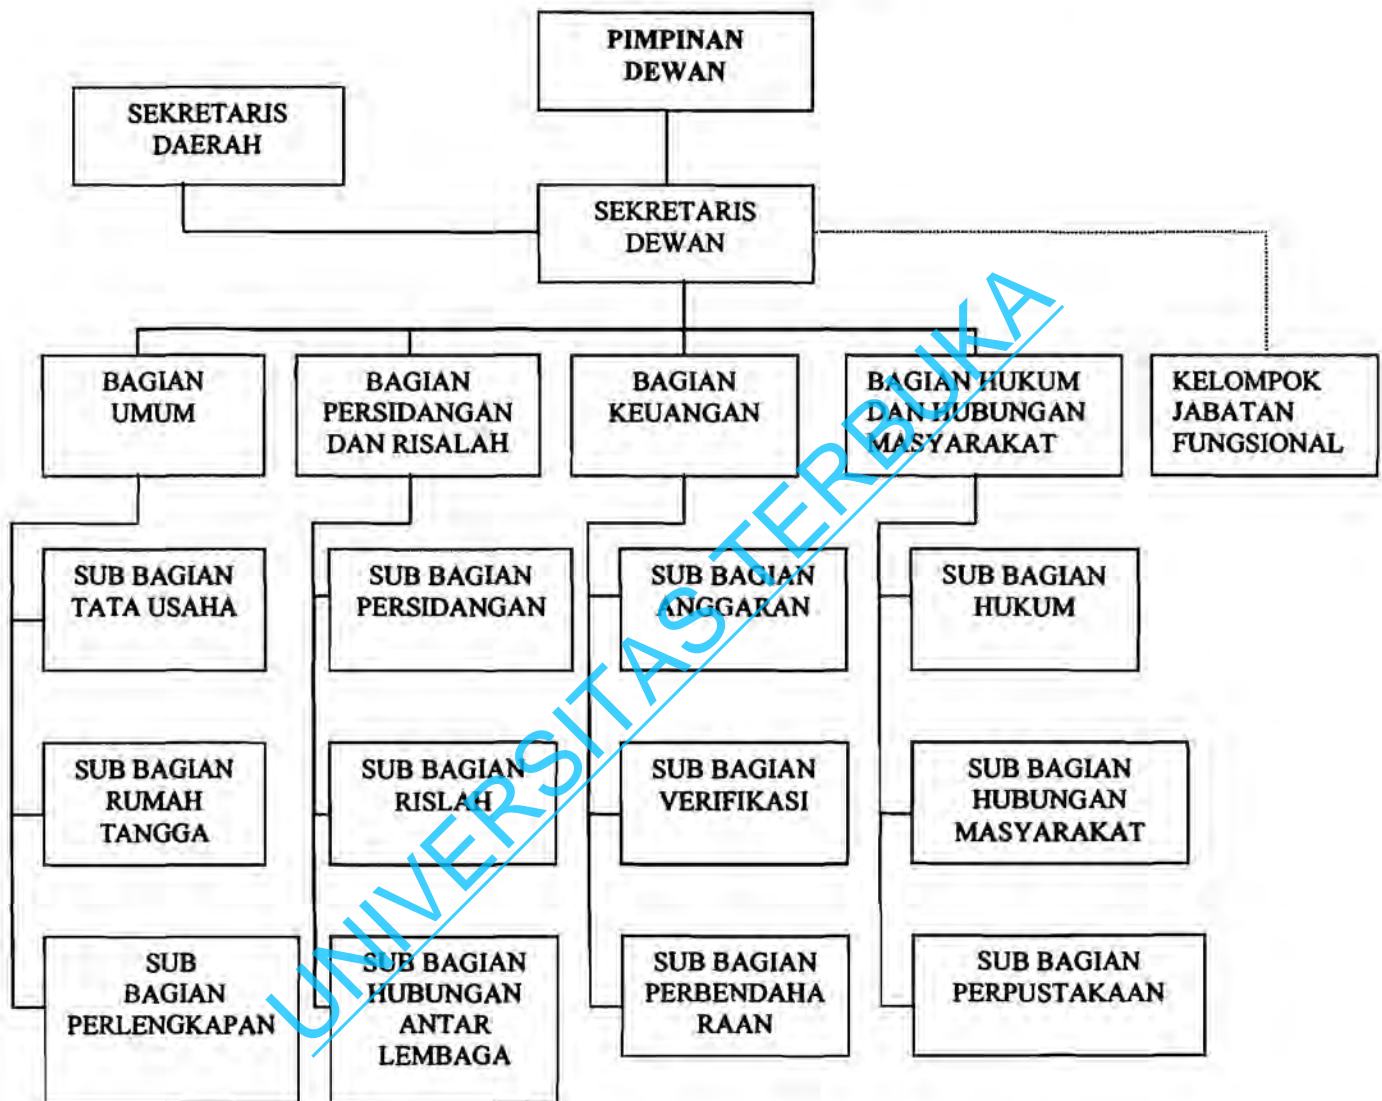 PIMPINAN
DEWAN
SEKRETARIS
DAERAH
SEKRETARIS
DEWAN
BAGIAN
UMUM
BAGIAN
PERSIDANGAN
DAN RISALAH
BAGIAN
KEUANGAN
BAGIAN HUKUM
DAN HUBUNGAN
MASYARAKAT
KELOMPOK
JABATAN
FUNGSIONAL
SUB BAGIAN
TATA USAHA
SUB BAGIAN
PERSIDANGAN
SUB BAGIAN
ANGGARAN
SUB BAGIAN
HUKUM
SUB BAGIAN
RUMAH
TANGGA
SUB BAGIAN
RISLAH
SUB BAGIAN
VERIFIKASI
SUB BAGIAN
HUBUNGAN
MASYARAKAT
SUB
BAGIAN
PERLENGKAPAN
SUB BAGIAN
HUBUNGAN
ANTAR
LEMBAGA
SUB BAGIAN
PERBENDAHA
RAAN
SUB BAGIAN
PERPUSTAKAAN
UNIVERSITAS TERBUKA